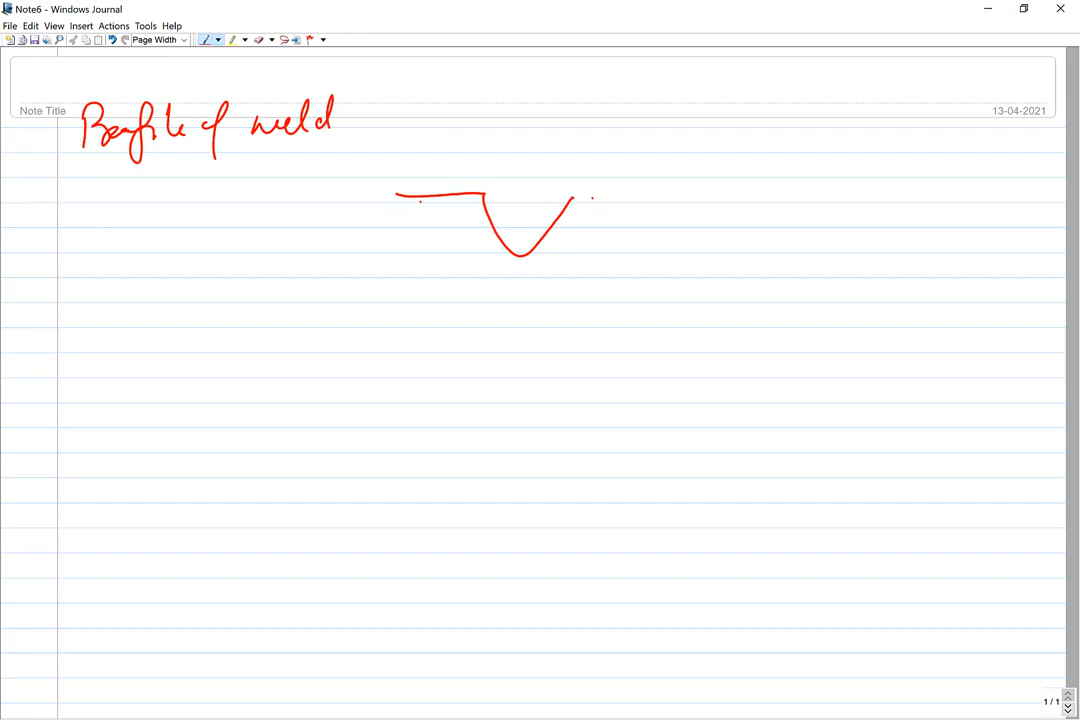 Note6 - Windows Journal
File Edit View Insert Actions Tools Help
Page Width
Note Title
13-04-2021
of weld
1 / 1